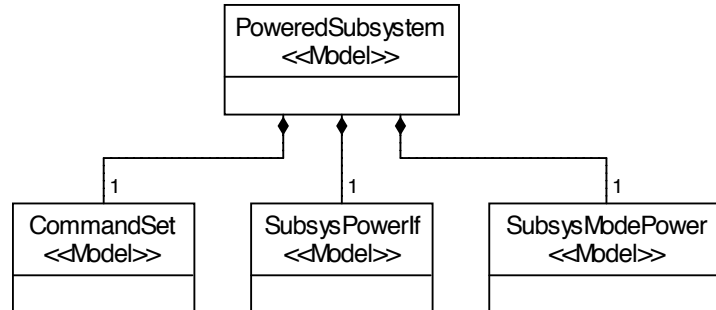 PoweredSubsystem
<<Model>>
1
1
1
CommandSet
<<Model>>
SubsysPowerIf
<<Model>>
SubsysModePower
<<Model>>